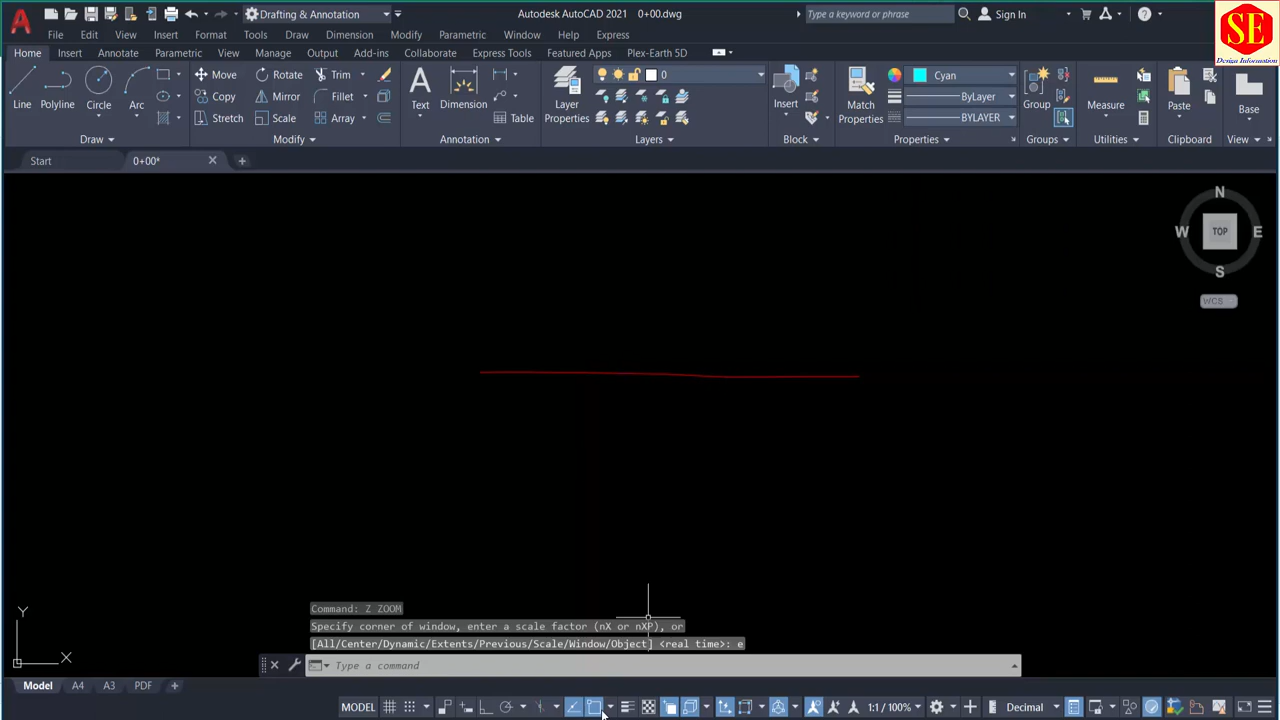 Drafting & Annotation
Autodesk AutoCAD 2021 0+00.dwg
Type a keyword or phrase
Sign In
SE
Design Information
File Edit View Insert Format Tools Draw Dimension Modify Parametric Window Help Express
Home Insert Annotate Parametric View Manage Output Add-ins Collaborate Express Tools Featured Apps Plex-Earth 5D
Line
Polyline
Circle
Arc
Move
Rotate
Trim
Copy
Mirror
Fillet
Stretch
Scale
Array
Text
Dimension
Table
Layer
Properties
0
Insert
Match
Properties
Cyan
ByLayer
BYLAYER
Group
Measure
Paste
Base
Draw
Modify
Annotation
Layers
Block
Properties
Groups
Utilities
Clipboard
View
Start
0+00*
N
W
TOP
E
S
WCS
Y
X
Command: Z ZOOM
Specify corner of window, enter a scale factor (nX or nXP), or
[All/Center/Dynamic/Extents/Previous/Scale/Window/Object] <real time>: e
Type a command
Model A4 A3 PDF
MODEL
1:1 / 100%
Decimal